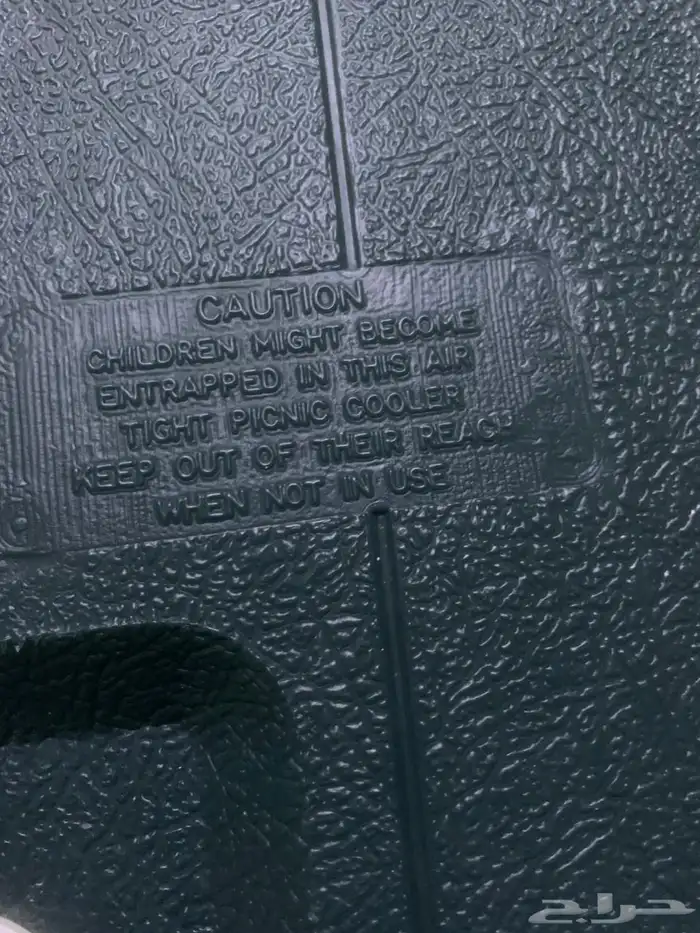 CAUTION
CHILDREN MIGHT BECOME
ENTRAPPED IN THIS AIR
TIGHT PICNIC COOLER
KEEP OUT OF THEIR REACH
WHEN NOT IN USE
حراج